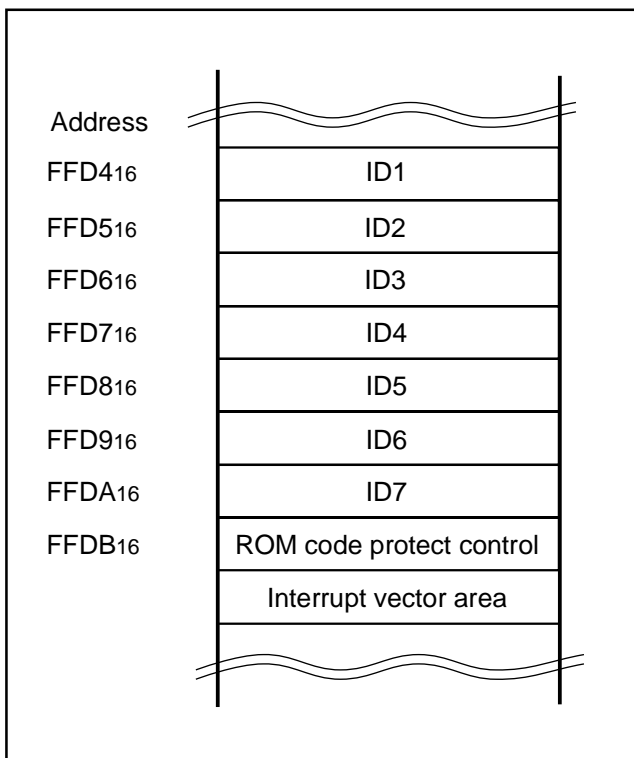 Address
FFD416 ID1
FFD516 ID2
FFD616 ID3
FFD716 ID4
FFD816 ID5
FFD916 ID6
FFDA16 ID7
FFDB16 ROM code protect control
Interrupt vector area